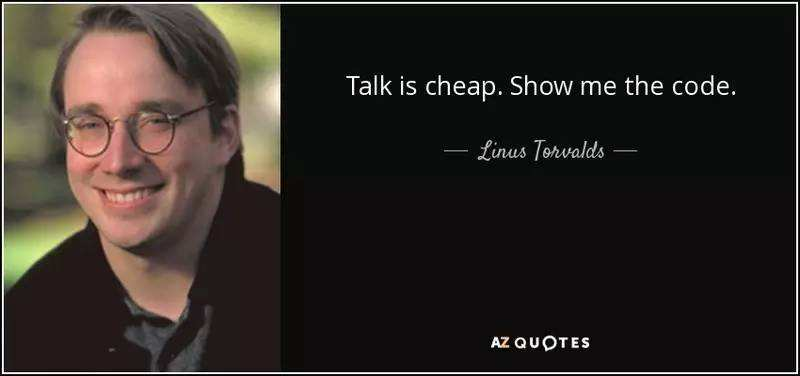 Talk is cheap. Show me the code.
— Linus Torvalds —
AZ QUOTES